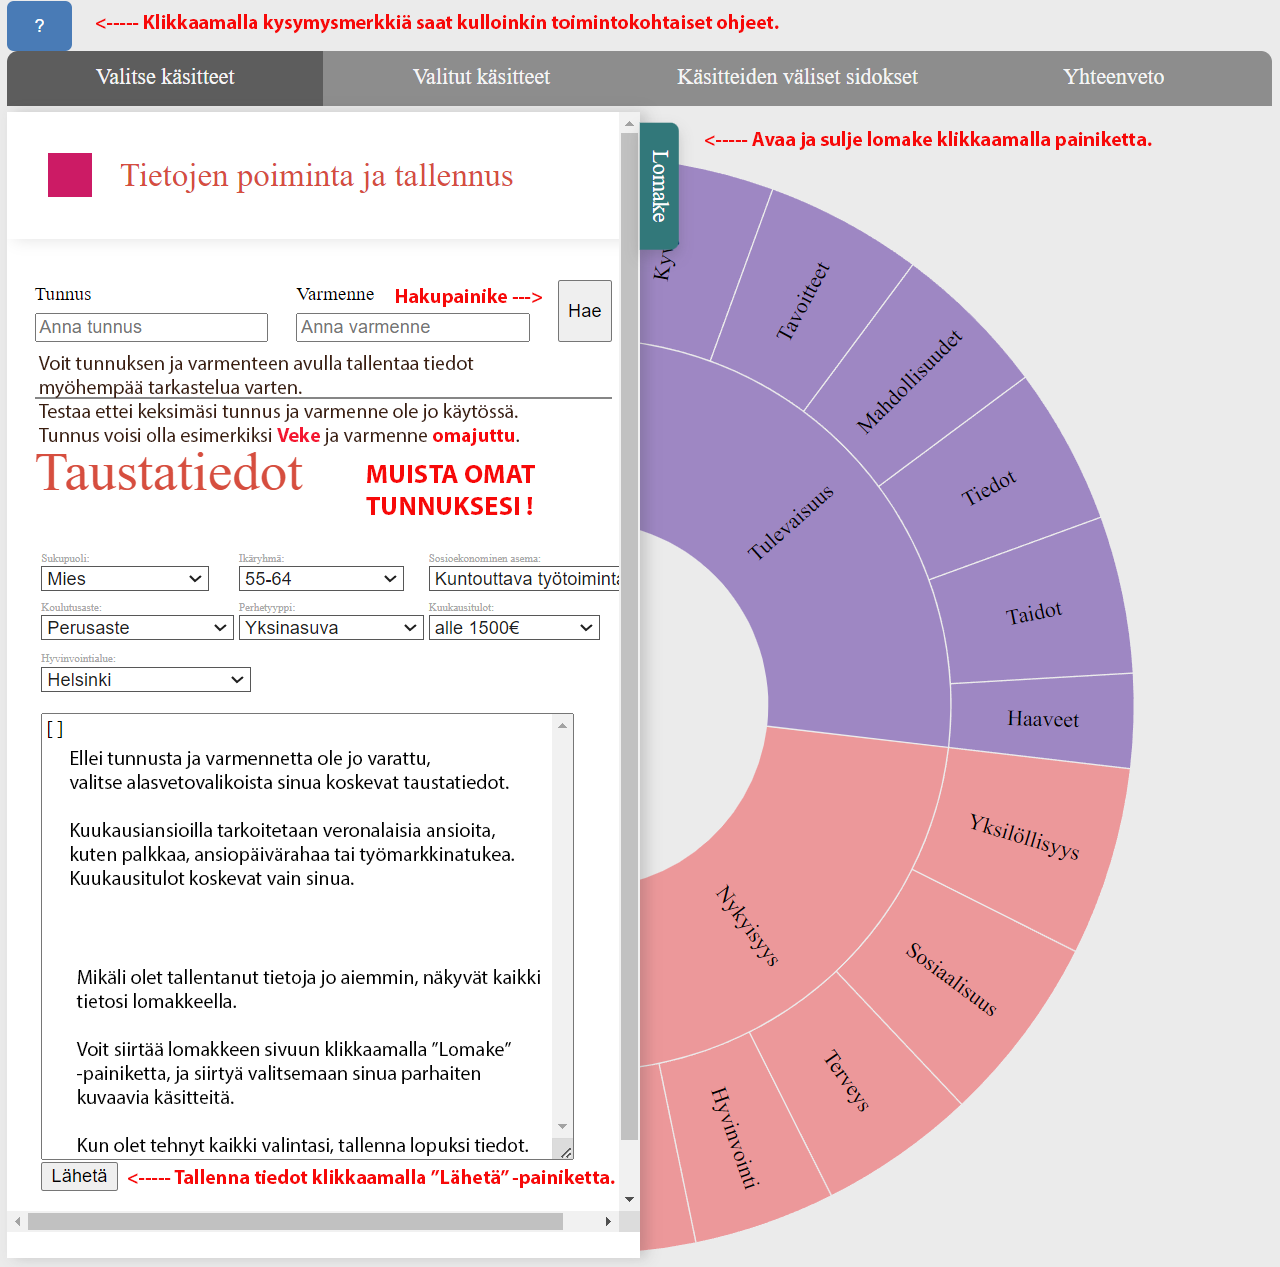 ?
<----- Klikkaamalla kysymysmerkkiä saat kulloinkin toimintokohtaiset ohjeet.
Valitse käsitteet
Valitut käsitteet
Käsitteiden väliset sidokset
Yhteenveto
Lomake
<----- Avaa ja sulje lomake klikkaamalla painiketta.
Tietojen poiminta ja tallennus
Tunnus
Varmenne
Hakupainike --->
Hae
Anna tunnus
Anna varmenne
Voit tunnuksen ja varmenteen avulla tallentaa tiedot
myöhempää tarkastelua varten.
Testaa ettei keksimäsi tunnus ja varmenne ole jo käytössä.
Tunnus voisi olla esimerkiksi Veke ja varmenne omajuttu.
Taustatiedot
MUISTA OMAT
TUNNUKSESI !
Sukupuoli:
Ikäryhmä:
Sosioekonominen asema:
Mies
55-64
Kuntouttava työtoiminta
Koulutusaste:
Perhetyyppi:
Kuukausitulot:
Perusaste
Yksinasuva
alle 1500€
Hyvinvointialue:
Helsinki
[ ]
Ellei tunnusta ja varmennetta ole jo varattu,
valitse alasvetovalikoista sinua koskevat taustatiedot.
Kuukausiansioilla tarkoitetaan veronalaisia ansioita,
kuten palkkaa, ansiopäivärahaa tai työmarkkinatukea.
Kuukausitulot koskevat vain sinua.
Mikäli olet tallentanut tietoja jo aiemmin, näkyvät kaikki
tietosi lomakkeella.
Voit siirtää lomakkeen sivuun klikkaamalla ”Lomake”
-painiketta, ja siirtyä valitsemaan sinua parhaiten
kuvaavia käsitteitä.
Kun olet tehnyt kaikki valintasi, tallenna lopuksi tiedot.
Lähetä
<----- Tallenna tiedot klikkaamalla ”Lähetä” -painiketta.
Tavoitteet
Mahdollisuudet
Tiedot
Taidot
Haaveet
Tulevaisuus
Nykyisyys
Yksilöllisyys
Sosiaalisuus
Terveys
Hyvinvointi